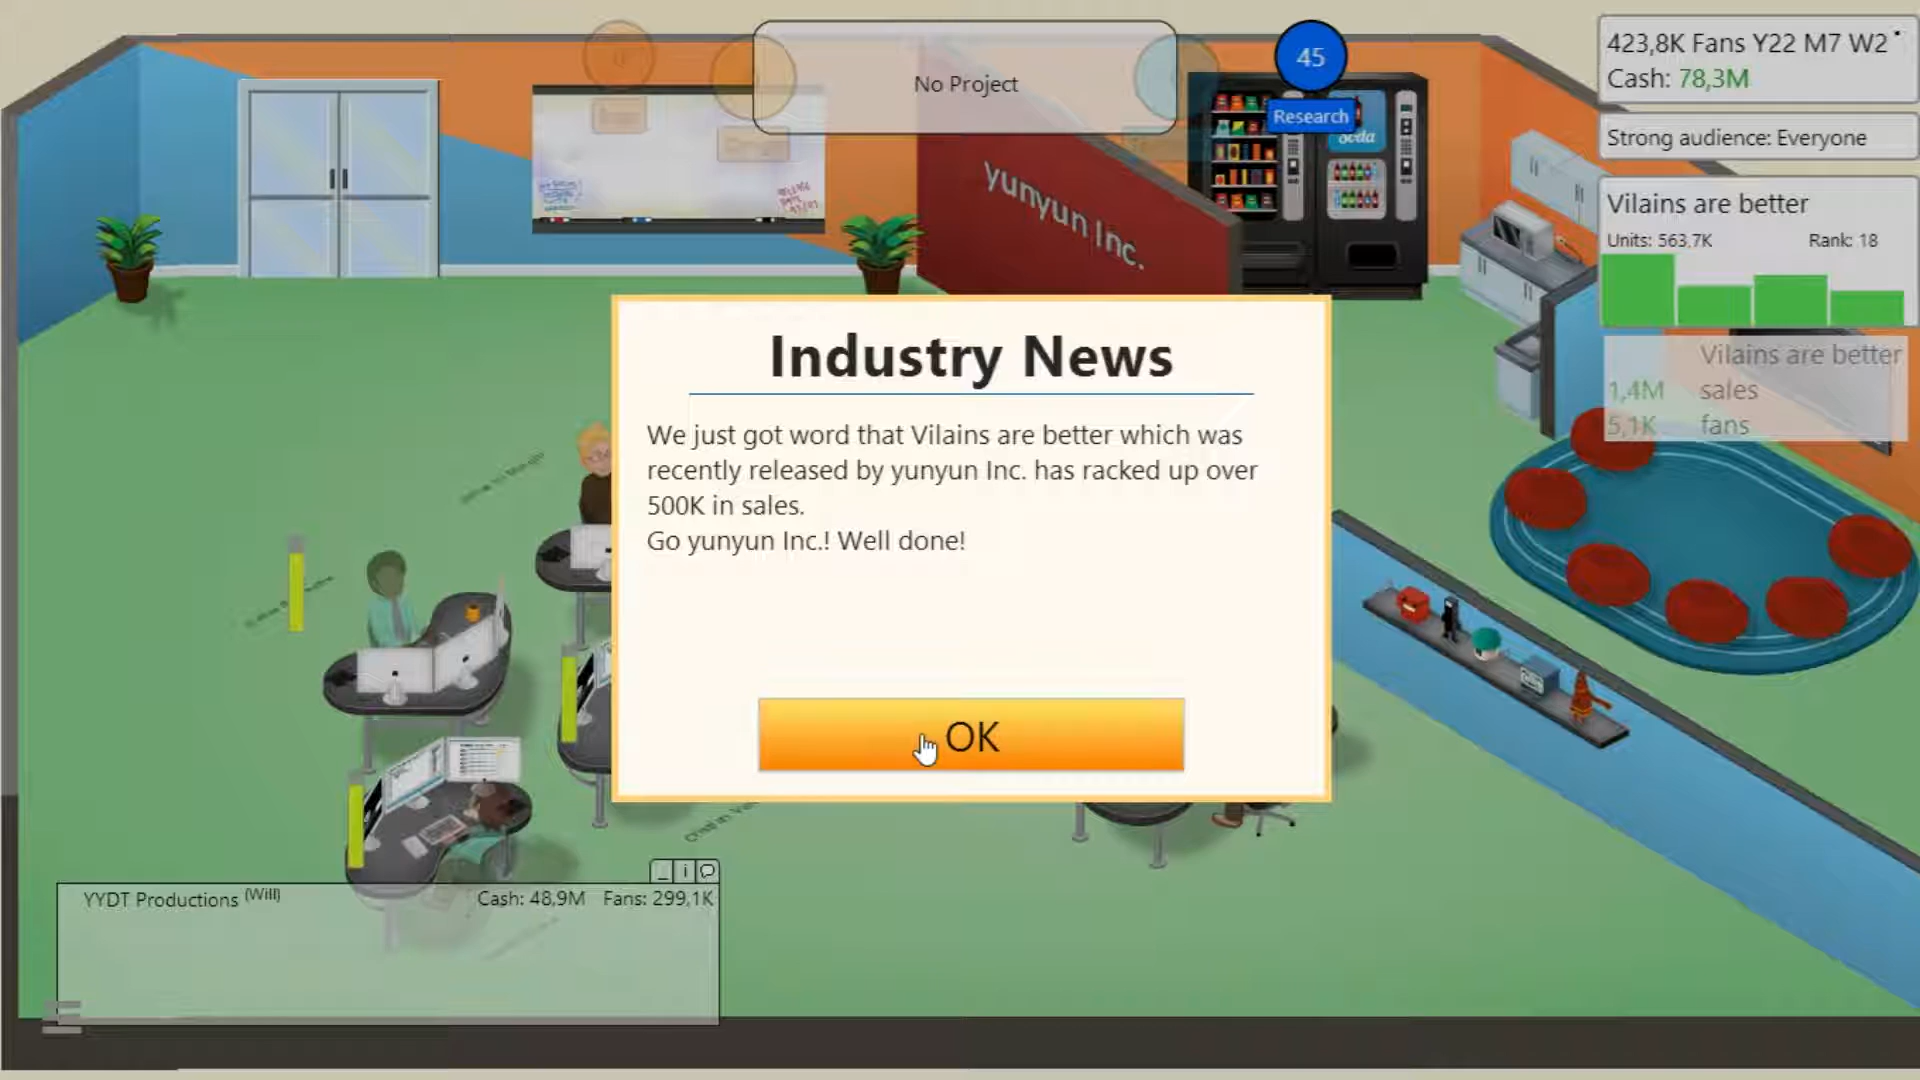 No Project
45
Research
423,8K Fans Y22 M7 W2
Cash: 78,3M
Strong audience: Everyone
Vilains are better
Units: 563.7K Rank: 18
Vilains are better
1,4M sales
5,1K fans
yunyun Inc.
Soda
Industry News
We just got word that Vilains are better which was
recently released by yunyun Inc. has racked up over
500K in sales.
Go yunyun Inc.! Well done!
OK
YYDT Productions (Will) Cash: 48,9M Fans: 299,1K